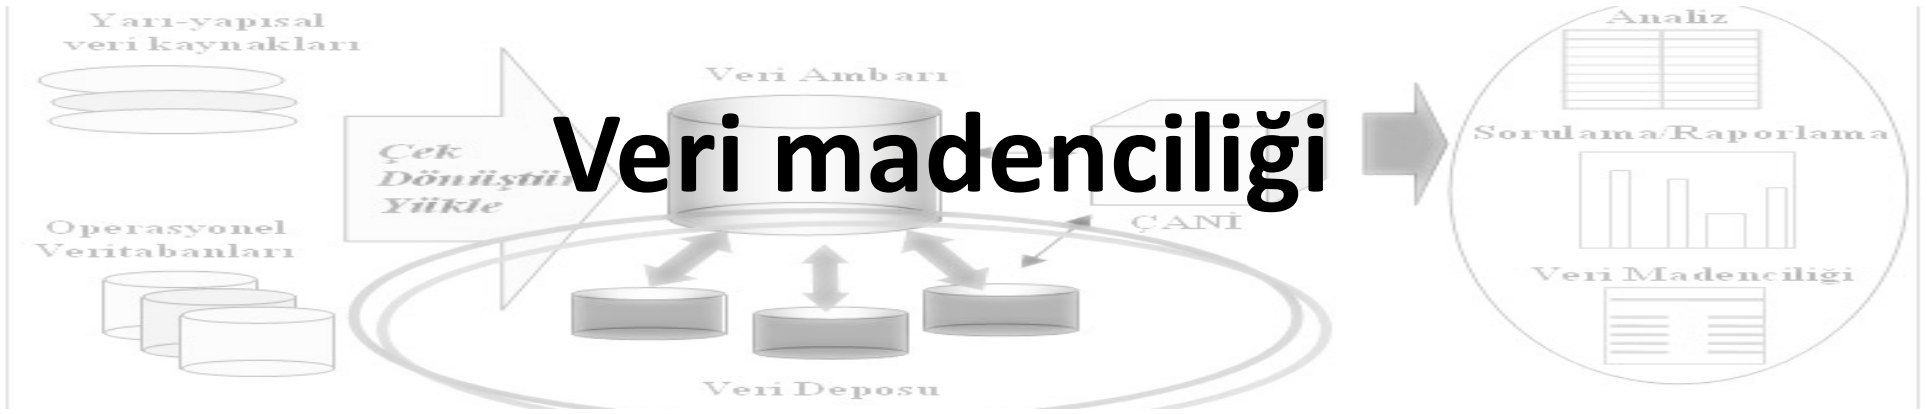 Yarı-yapısal
veri kaynakları
Analiz
Veri Ambarı
Veri madenciliği
Sorulama/Raporlama
Çek
Dönüştür
Yükle
Operasyonel
Veritabanları
ÇANİ
Veri Madenciliği
Veri Deposu